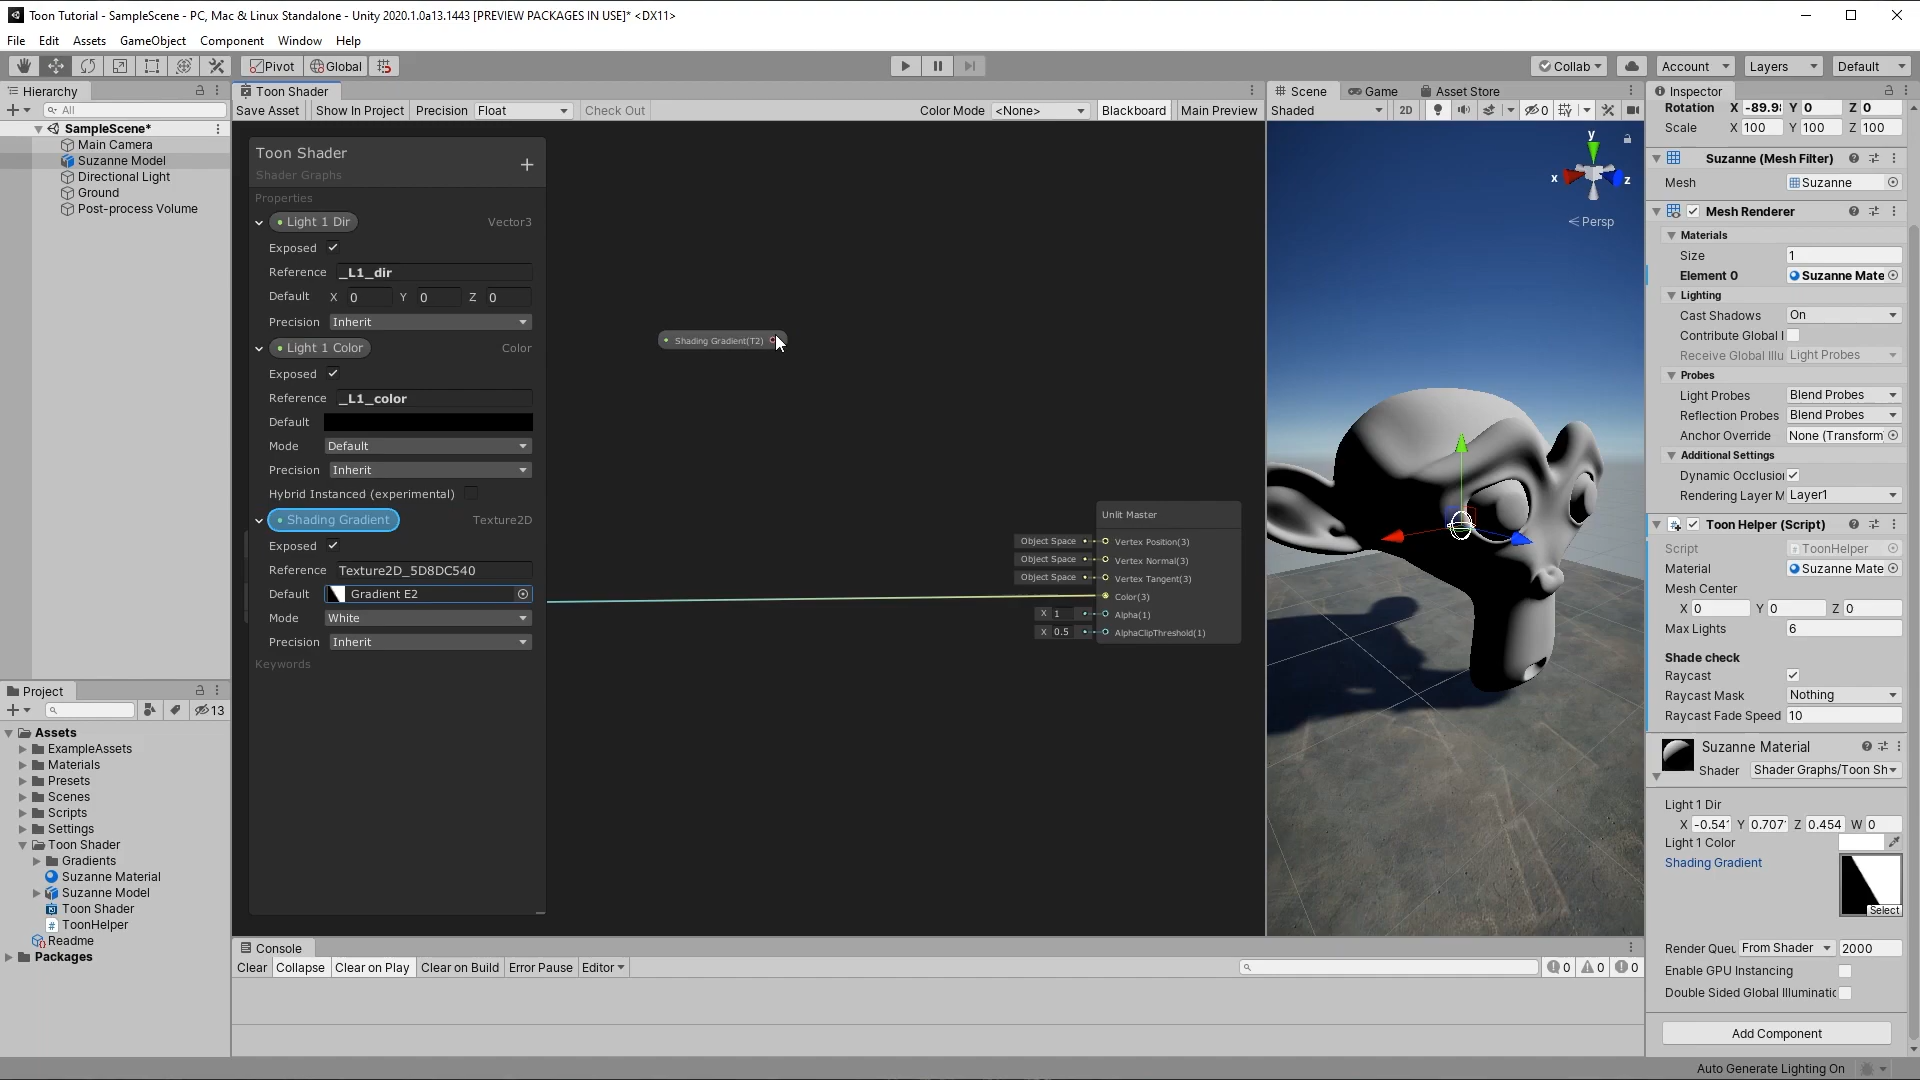 Toon Tutorial - SampleScene - PC, Mac & Linux Standalone - Unity 2020.1.0a13.1443 [PREVIEW PACKAGES IN USE]* <DX11>
File Edit Assets GameObject Component Window Help
Pivot Global Collab Account Layers Default
Hierarchy
All
SampleScene*
Main Camera
Suzanne Model
Directional Light
Ground
Post-process Volume
Project
13
Assets
ExampleAssets
Materials
Presets
Scenes
Scripts
Settings
Toon Shader
Gradients
Suzanne Material
Suzanne Model
Toon Shader
ToonHelper
Readme
Packages
Toon Shader
Save Asset Show In Project Precision Float Check Out Color Mode <None> Blackboard Main Preview
Toon Shader
Shader Graphs
Properties
Light 1 Dir Vector3
Exposed
Reference _L1_dir
Default X 0 Y 0 Z 0
Precision Inherit
Light 1 Color Color
Exposed
Reference _L1_color
Default
Mode Default
Precision Inherit
Hybrid Instanced (experimental)
Shading Gradient Texture2D
Exposed
Reference Texture2D_5D8DC540
Default Gradient E2
Mode White
Precision Inherit
Keywords
Shading Gradient(T2)
Unlit Master
Object Space Vertex Position(3)
Object Space Vertex Normal(3)
Object Space Vertex Tangent(3)
Color(3)
X 1 Alpha(1)
X 0.5 AlphaClipThreshold(1)
Console
Clear Collapse Clear on Play Clear on Build Error Pause Editor 0 0 0
Scene Game Asset Store
Shaded 2D 0
y
x z
Persp
Inspector
Rotation X -89.98 Y 0 Z 0
Scale X 100 Y 100 Z 100
Suzanne (Mesh Filter)
Mesh Suzanne
Mesh Renderer
Materials
Size 1
Element 0 Suzanne Mate
Lighting
Cast Shadows On
Contribute Global I
Receive Global Illu Light Probes
Probes
Light Probes Blend Probes
Reflection Probes Blend Probes
Anchor Override None (Transform
Additional Settings
Dynamic Occlusion
Rendering Layer M Layer1
Toon Helper (Script)
Script ToonHelper
Material Suzanne Mate
Mesh Center
X 0 Y 0 Z 0
Max Lights 6
Shade check
Raycast
Raycast Mask Nothing
Raycast Fade Speed 10
Suzanne Material
Shader Shader Graphs/Toon Sh
Light 1 Dir
X -0.541 Y 0.707 Z 0.454 W 0
Light 1 Color
Shading Gradient
Select
Render Queu From Shader 2000
Enable GPU Instancing
Double Sided Global Illuminatic
Add Component
Auto Generate Lighting On